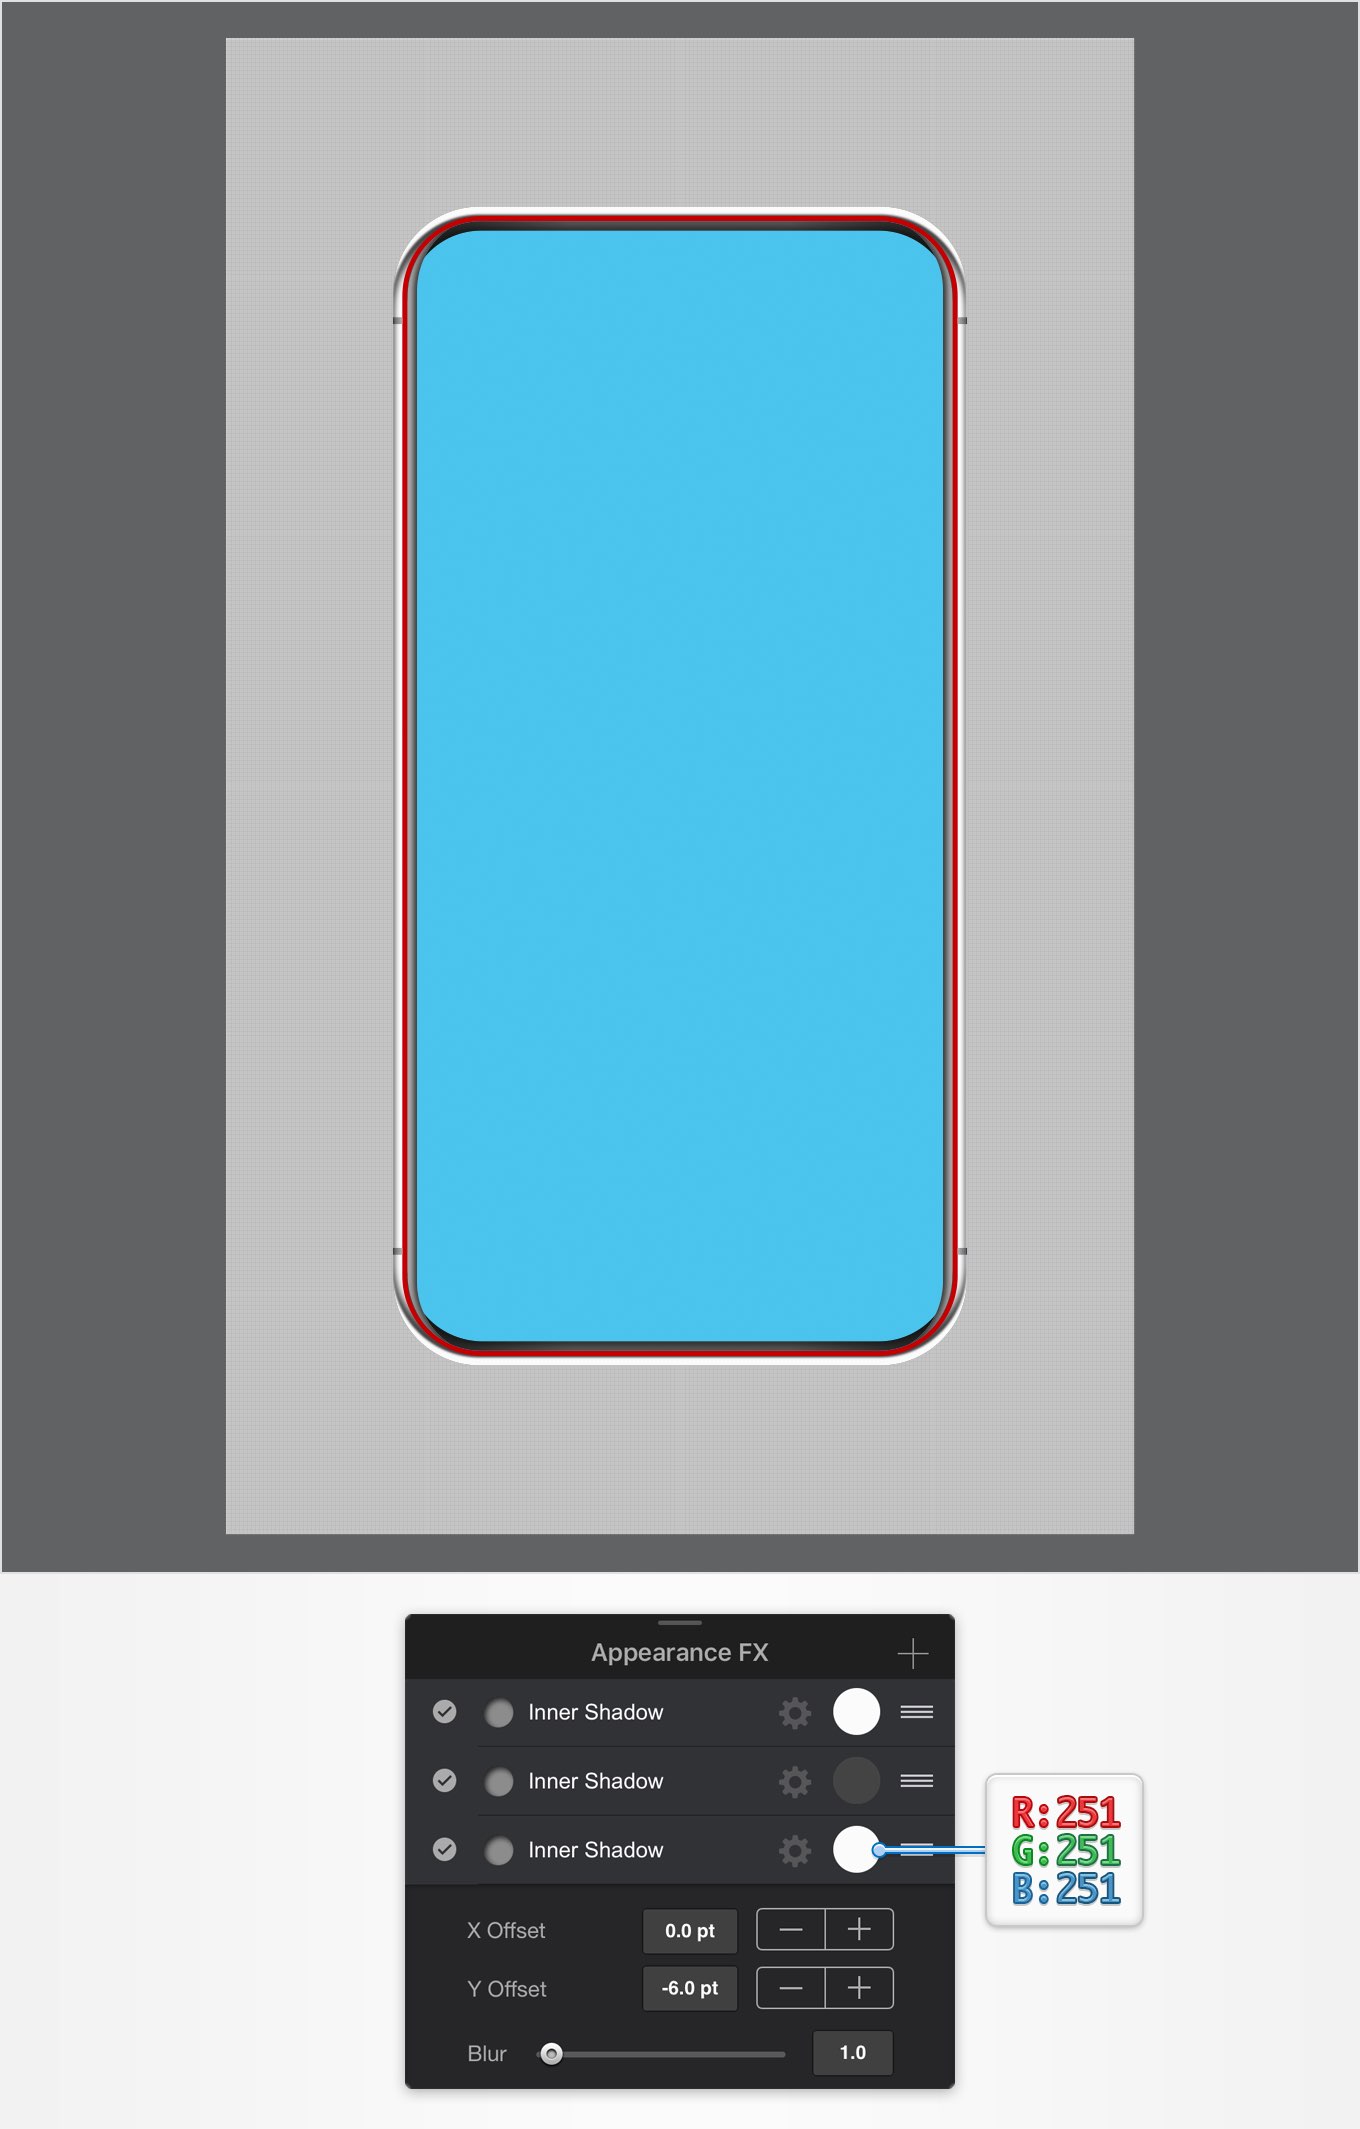 Appearance FX
Inner Shadow
Inner Shadow
Inner Shadow
R:251
G:251
B:251
X Offset 0.0 pt
Y Offset -6.0 pt
Blur 1.0